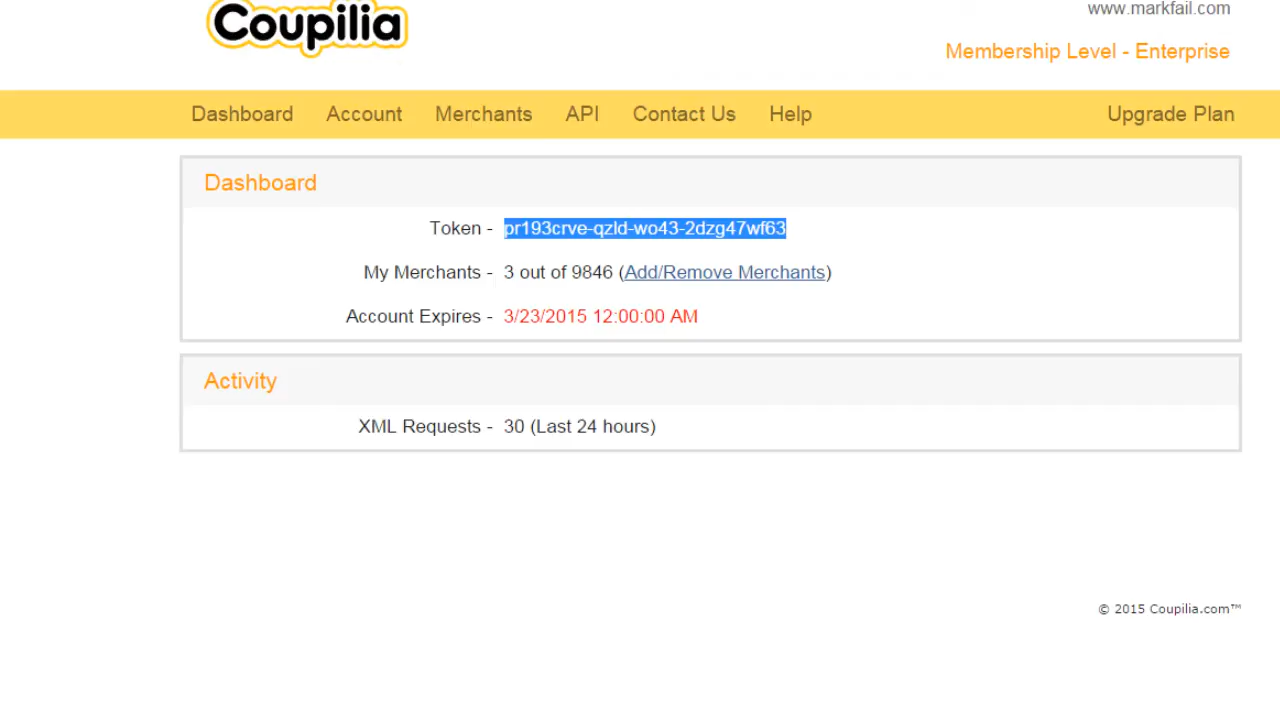 Coupilia
www.markfail.com
Membership Level - Enterprise
Dashboard Account Merchants API Contact Us Help Upgrade Plan
Dashboard
Token - pr193crve-qzld-wo43-2dzg47wf63
My Merchants - 3 out of 9846 (Add/Remove Merchants)
Account Expires - 3/23/2015 12:00:00 AM
Activity
XML Requests - 30 (Last 24 hours)
© 2015 Coupilia.com™